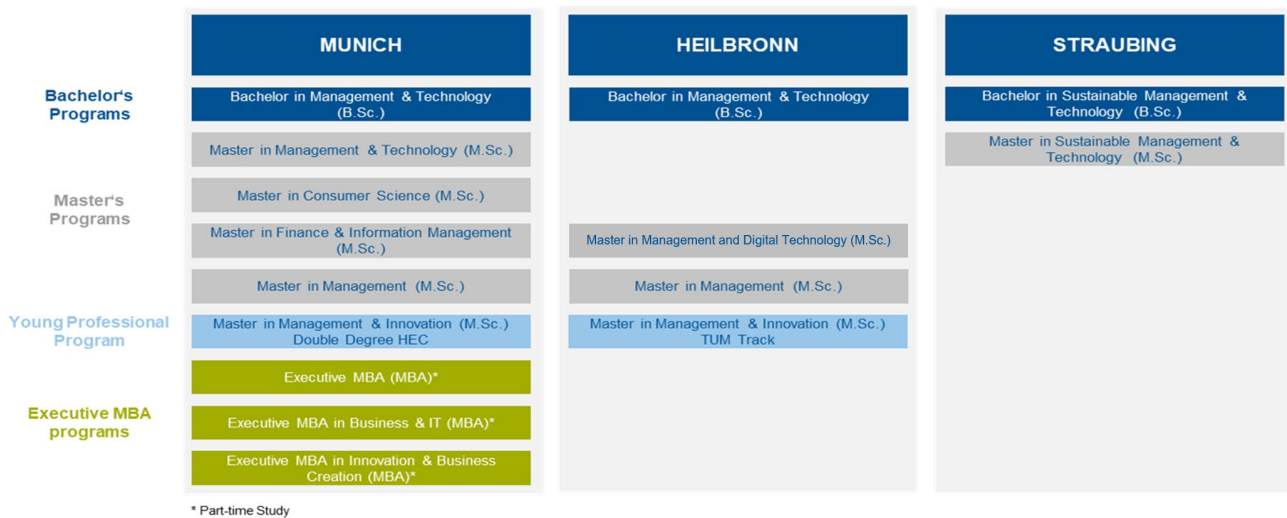 MUNICH
HEILBRONN
STRAUBING
Bachelor‘s
Programs
Bachelor in Management & Technology
(B.Sc.)
Bachelor in Management & Technology
(B.Sc.)
Bachelor in Sustainable Management &
Technology (B.Sc.)
Master‘s
Programs
Master in Management & Technology (M.Sc.)
Master in Sustainable Management &
Technology (M.Sc.)
Master in Consumer Science (M.Sc.)
Master in Finance & Information Management
(M.Sc.)
Master in Management and Digital Technology (M.Sc.)
Master in Management (M.Sc.)
Master in Management (M.Sc.)
Young Professional
Program
Master in Management & Innovation (M.Sc.)
Double Degree HEC
Master in Management & Innovation (M.Sc.)
TUM Track
Executive MBA
programs
Executive MBA (MBA)*
Executive MBA in Business & IT (MBA)*
Executive MBA in Innovation & Business
Creation (MBA)*
* Part-time Study